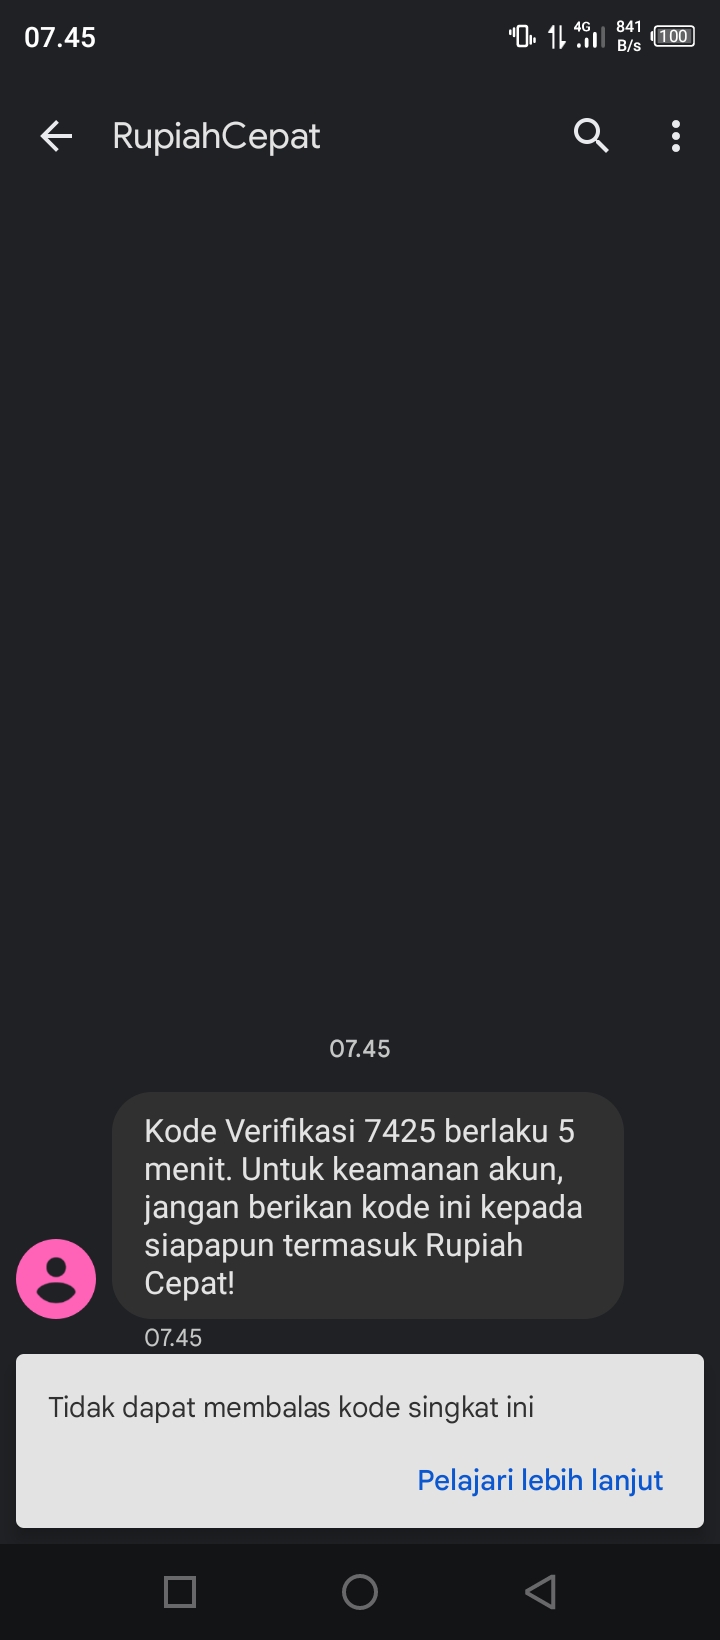 07.45
4G
841
B/s
100
RupiahCepat
07.45
Kode Verifikasi 7425 berlaku 5
menit. Untuk keamanan akun,
jangan berikan kode ini kepada
siapapun termasuk Rupiah
Cepat!
07.45
Tidak dapat membalas kode singkat ini
Pelajari lebih lanjut